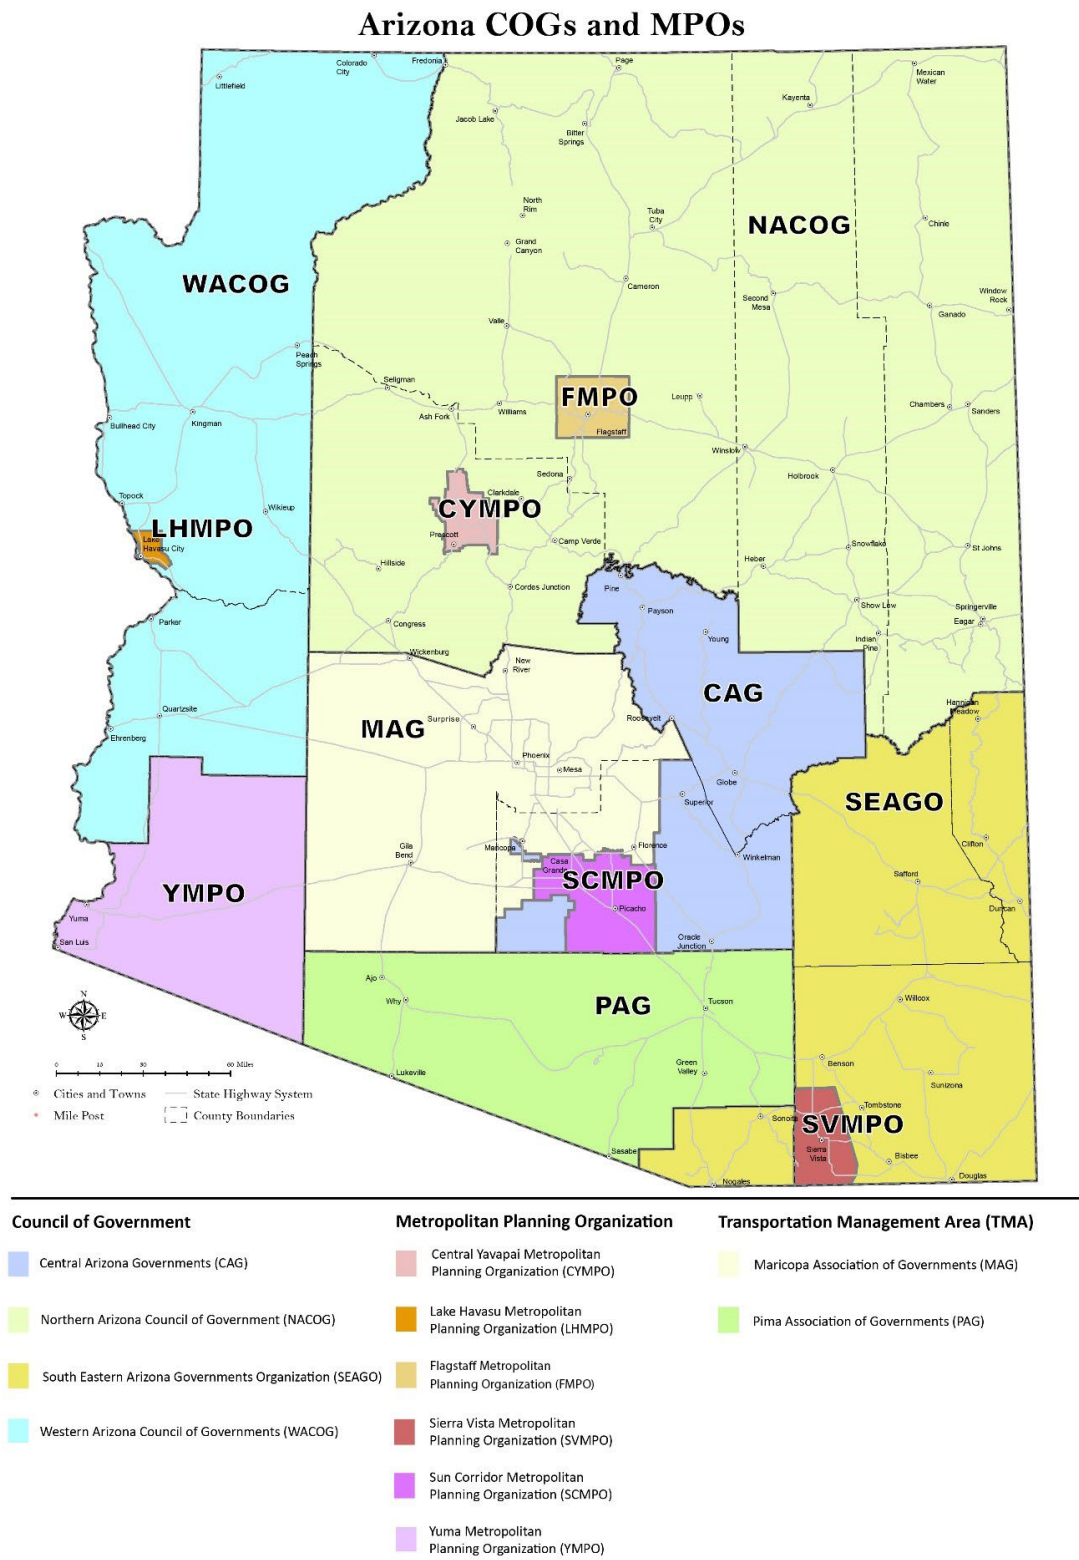 Arizona COGs and MPOs
Colorado
City
Fredonia
Page
Mexican
Water
Littlefield
Kayenta
Jacob Lake
Bitter
Springs
North
Rim
Tuba
City
NACOG
Chinle
Grand
Canyon
WACOG
Cameron
Second
Mesa
Window
Rock
Ganado
Valle
Peach
Springs
Seligman
FMPO
Leupp
Chambers
Sanders
Ash Fork
Williams
Bullhead City
Kingman
Flagstaff
Winslow
Sedona
Holbrook
Topock
Clarkdale
Wikieup
CYMPO
LHMPO
Prescott
Lake
Havasu City
Camp Verde
Snowflake
St Johns
Hillside
Heber
Cordes Junction
Pine
Payson
Show Low
Springerville
Eagar
Parker
Congress
Young
Indian
Pine
Wickenburg
New
River
CAG
Quartzsite
Hannigan
Meadow
Surprise
Roosevelt
MAG
Ehrenberg
Phoenix
Mesa
Globe
Superior
SEAGO
Gila
Bend
Maricopa
Florence
Casa
Grande
Winkelman
Clifton
SCMPO
Safford
YMPO
Picacho
Duncan
Yuma
San Luis
Oracle
Junction
Ajo
Why
PAG
Tucson
Willcox
N
W E
S
Green
Valley
Benson
Lukeville
Sunizona
0 15 30 60 Miles
Cities and Towns
State Highway System
Mile Post
County Boundaries
Tombstone
Sonoita
SVMPO
Sasabe
Sierra
Vista
Bisbee
Nogales
Douglas
Council of Government
Metropolitan Planning Organization
Transportation Management Area (TMA)
Central Arizona Governments (CAG)
Northern Arizona Council of Government (NACOG)
South Eastern Arizona Governments Organization (SEAGO)
Western Arizona Council of Governments (WACOG)
Central Yavapai Metropolitan
Planning Organization (CYMPO)
Lake Havasu Metropolitan
Planning Organization (LHMPO)
Flagstaff Metropolitan
Planning Organization (FMPO)
Sierra Vista Metropolitan
Planning Organization (SVMPO)
Sun Corridor Metropolitan
Planning Organization (SCMPO)
Yuma Metropolitan
Planning Organization (YMPO)
Maricopa Association of Governments (MAG)
Pima Association of Governments (PAG)